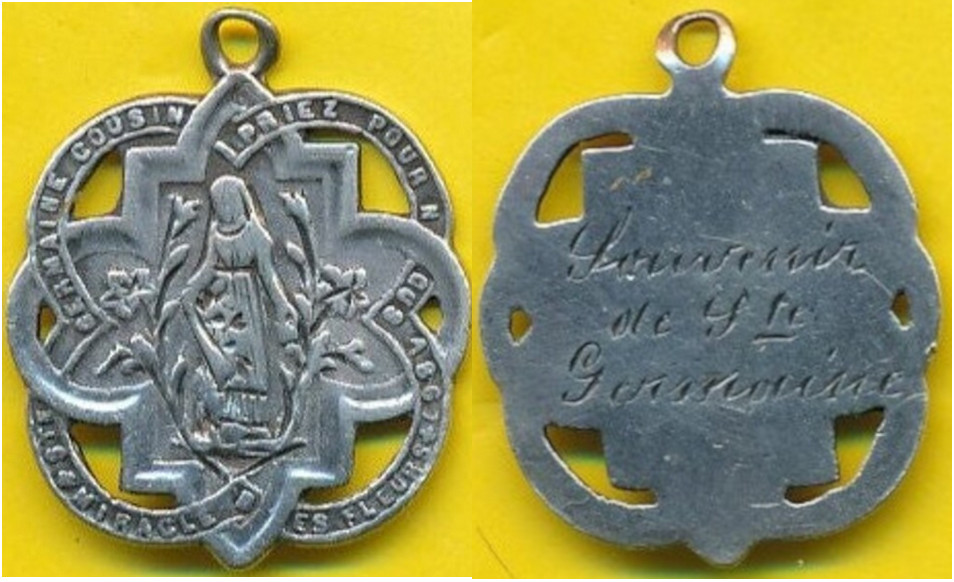 GERMAINE COUSIN
PRIEZ POUR N
MIRACLE DES FLEURS
Souvenir
de Ste
Germaine